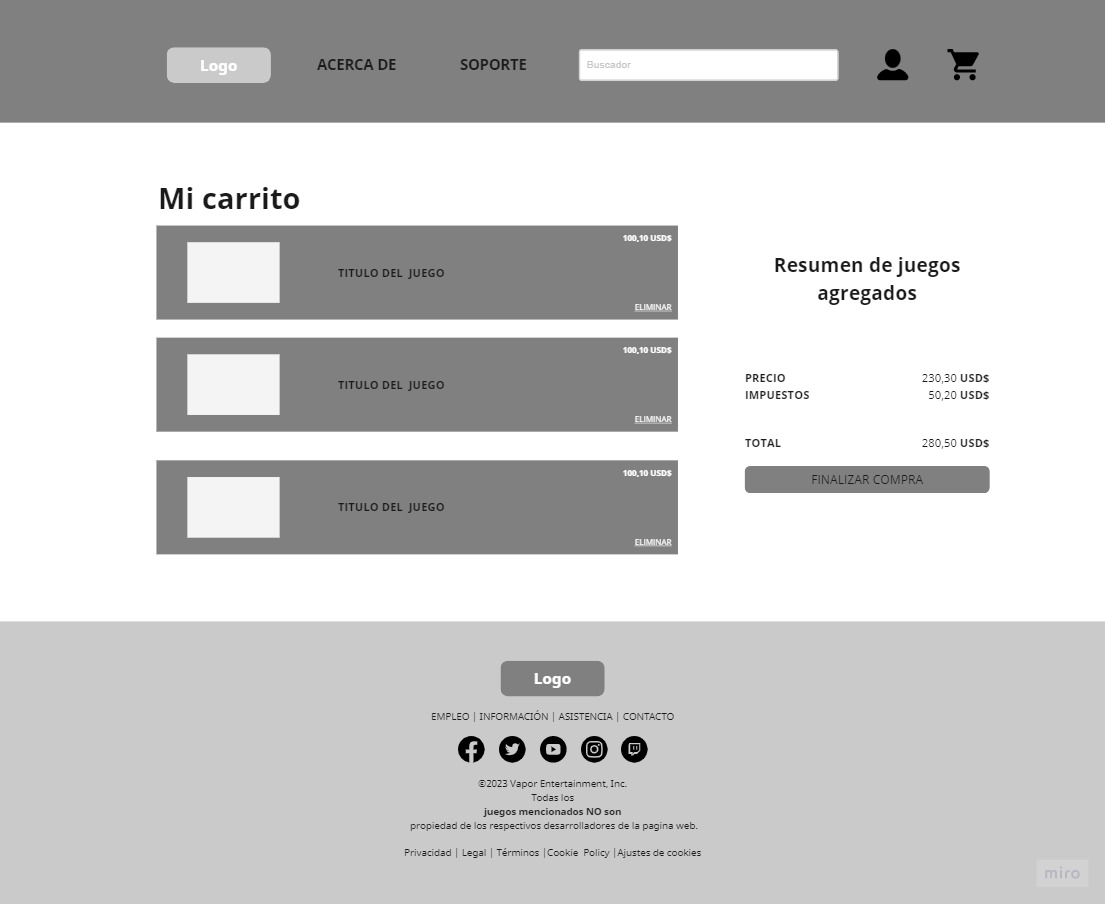 Logo
ACERCA DE
SOPORTE
Buscador
Mi carrito
100,10 USD$
TITULO DEL JUEGO
ELIMINAR
100,10 USD$
TITULO DEL JUEGO
ELIMINAR
100,10 USD$
TITULO DEL JUEGO
ELIMINAR
Resumen de juegos
agregados
PRECIO 230,30 USD$
IMPUESTOS 50,20 USD$
TOTAL 280,50 USD$
FINALIZAR COMPRA
Logo
EMPLEO | INFORMACIÓN | ASISTENCIA | CONTACTO
©2023 Vapor Entertainment, Inc.
Todas los
juegos mencionados NO son
propiedad de los respectivos desarrolladores de la pagina web.
Privacidad | Legal | Términos |Cookie Policy |Ajustes de cookies
miro